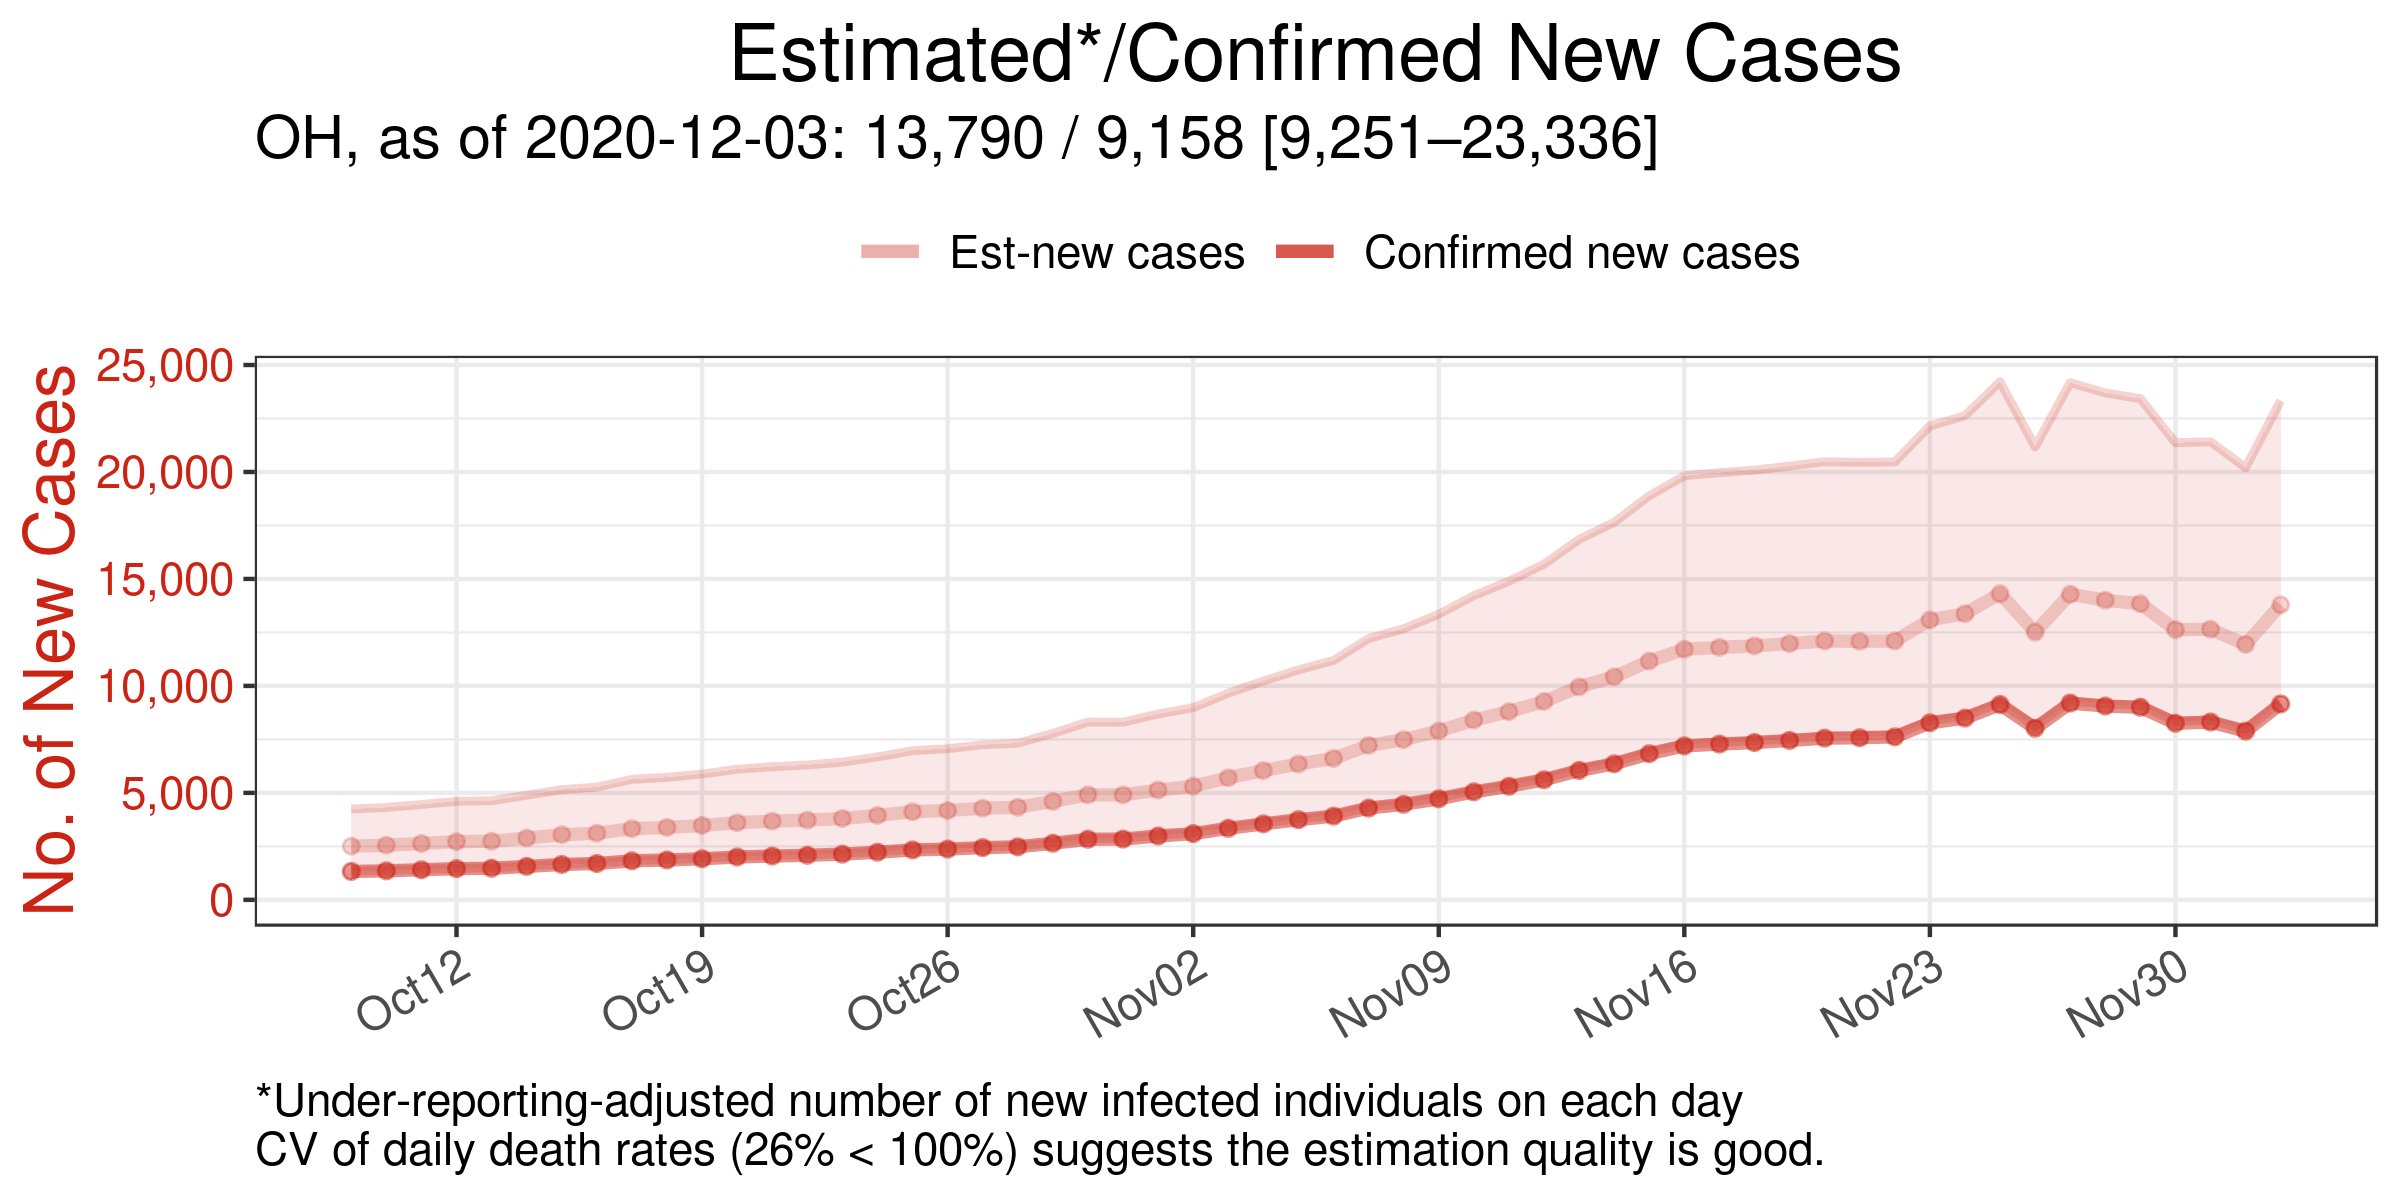 Estimated*/Confirmed New Cases
OH, as of 2020-12-03: 13,790 / 9,158 [9,251–23,336]
Est-new cases
Confirmed new cases
No. of New Cases
25,000
20,000
15,000
10,000
5,000
0
Oct12
Oct19
Oct26
Nov02
Nov09
Nov16
Nov23
Nov30
*Under-reporting-adjusted number of new infected individuals on each day
CV of daily death rates (26% < 100%) suggests the estimation quality is good.